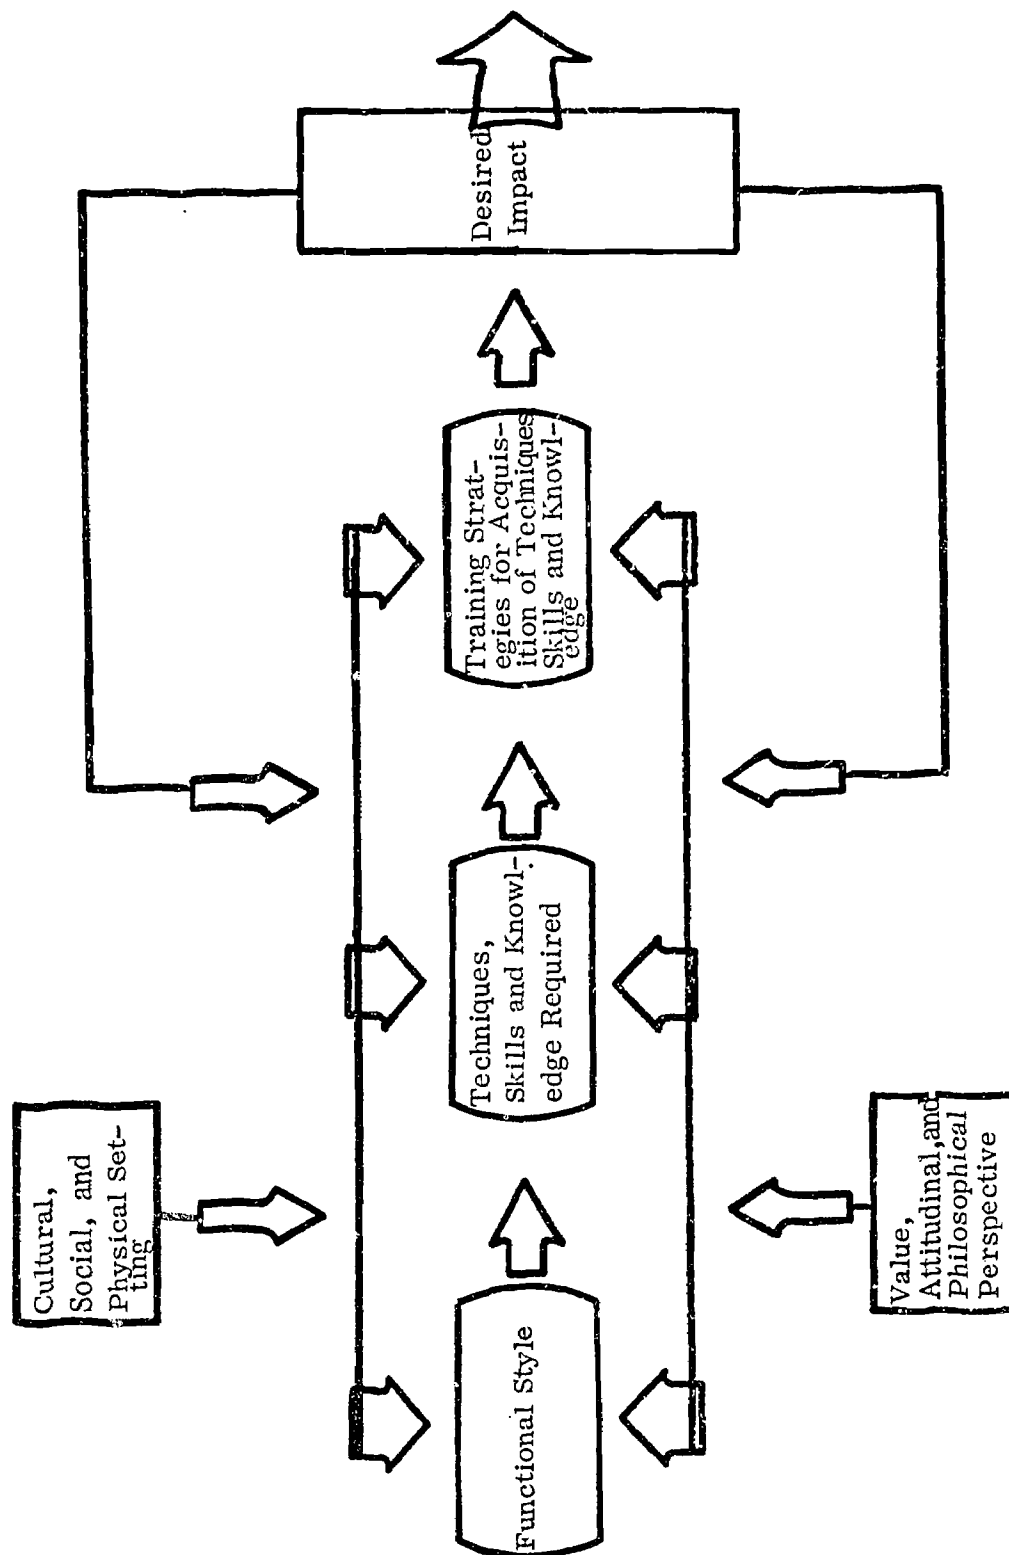 Cultural,
Social, and
Physical Set-
ting
Functional Style
Techniques,
Skills and Knowl-
edge Required
Training Strat-
egies for Acquis-
ition of Techniques
Skills and Knowl-
edge
Desired
Impact
Value,
Attitudinal, and
Philosophical
Perspective